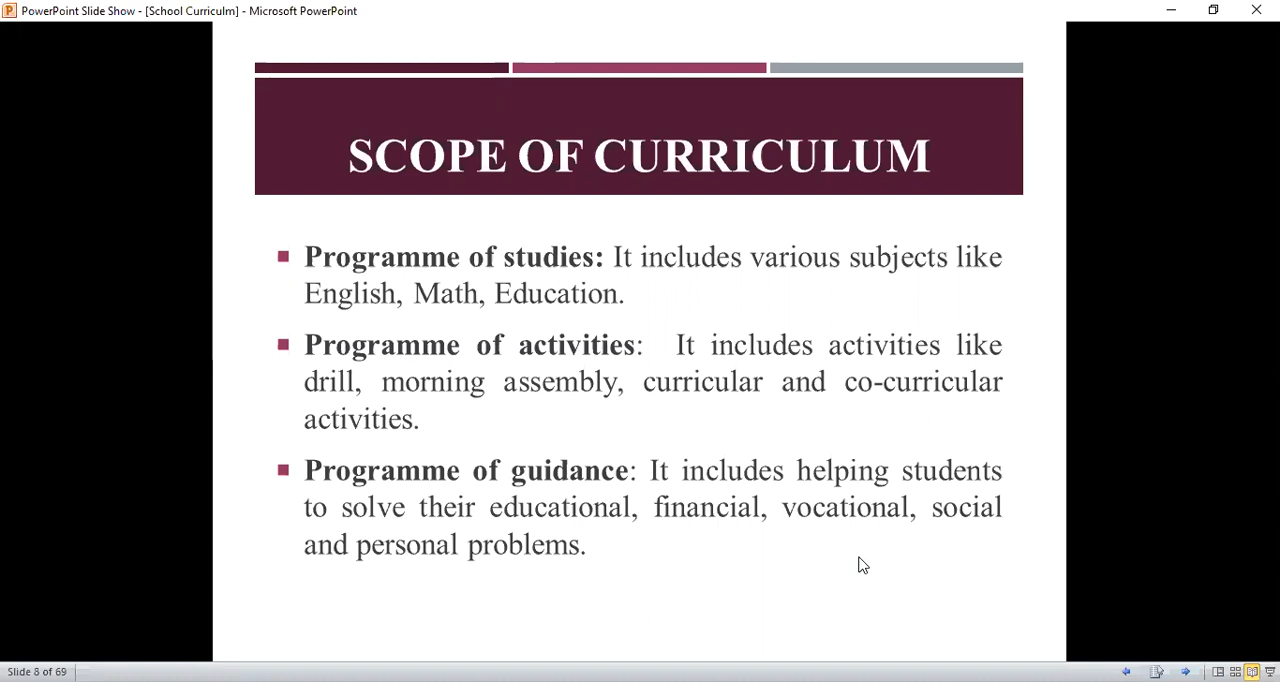 PowerPoint Slide Show - [School Curriculm] - Microsoft PowerPoint
SCOPE OF CURRICULUM
Programme of studies: It includes various subjects like
English, Math, Education.
Programme of activities: It includes activities like
drill, morning assembly, curricular and co-curricular
activities.
Programme of guidance: It includes helping students
to solve their educational, financial, vocational, social
and personal problems.
Slide 8 of 69